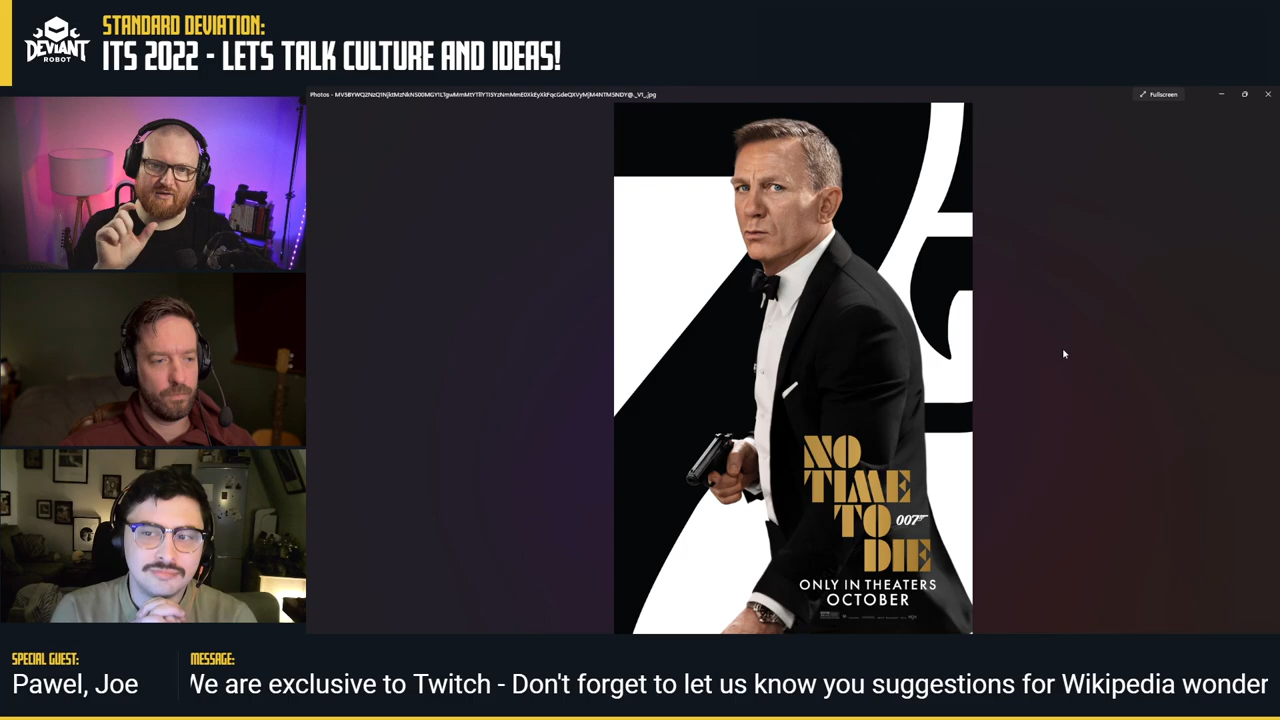 STANDARD DEVIATION:
DEVIANT
ROBOT
ITS 2022 - LETS TALK CULTURE AND IDEAS!
Fullscreen
NO
TIME
TO
007
DIE
ONLY IN THEATERS
OCTOBER
SPECIAL GUEST:
Pawel, Joe
MESSAGE:
We are exclusive to Twitch - Don't forget to let us know you suggestions for Wikipedia wonder